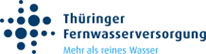 Thüringer
Fernwasserversorgung
Mehr als reines Wasser